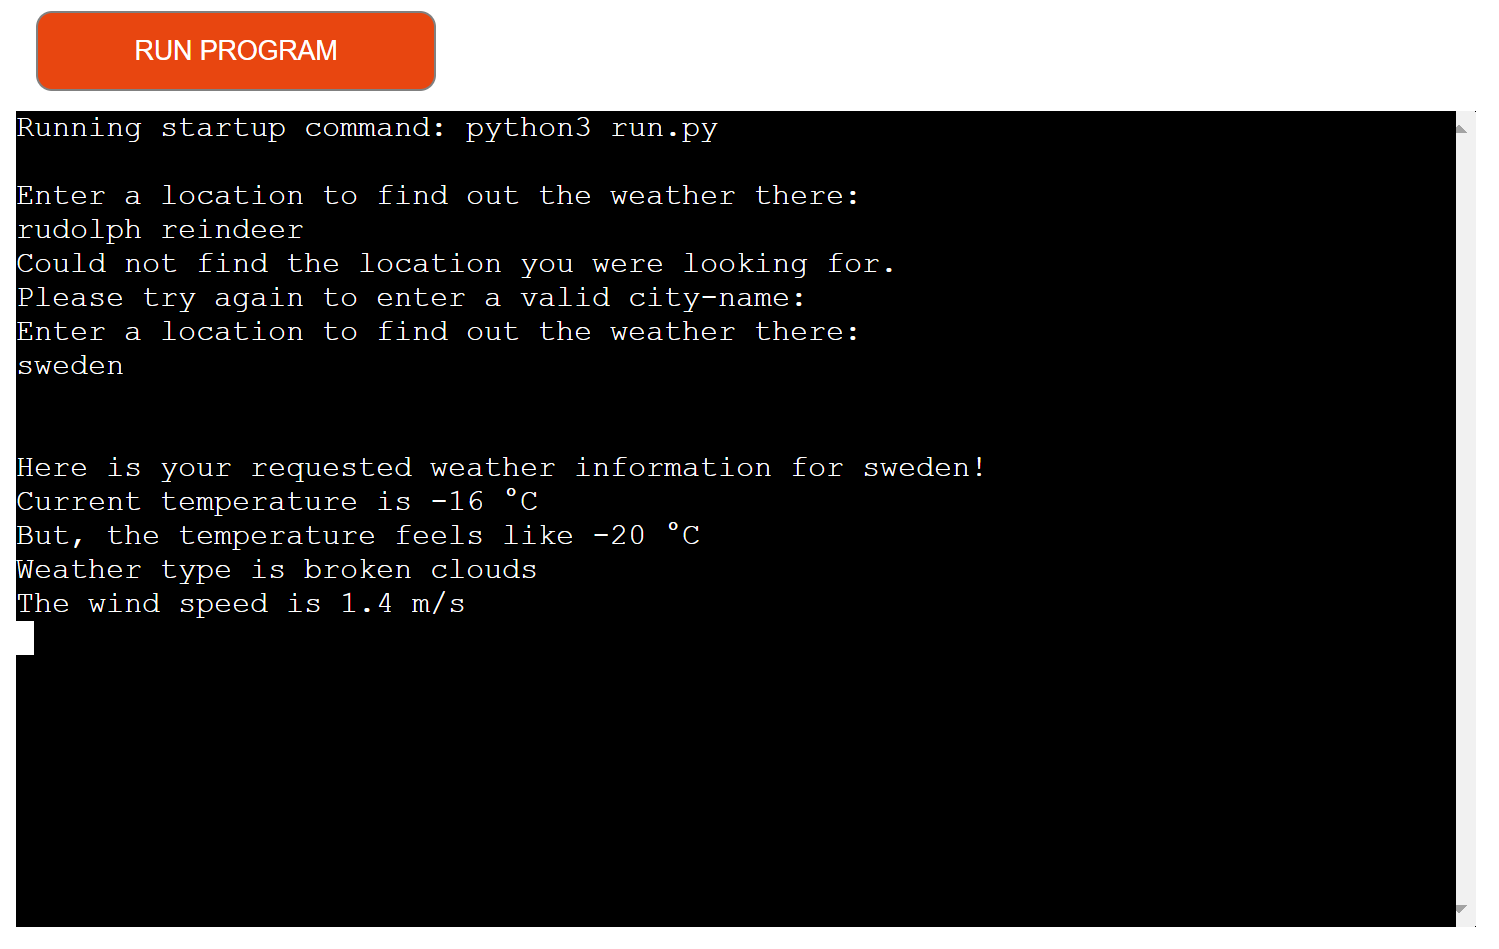 RUN PROGRAM
Running startup command: python3 run.py
Enter a location to find out the weather there:
rudolph reindeer
Could not find the location you were looking for.
Please try again to enter a valid city-name:
Enter a location to find out the weather there:
sweden
Here is your requested weather information for sweden!
Current temperature is -16 °C
But, the temperature feels like -20 °C
Weather type is broken clouds
The wind speed is 1.4 m/s